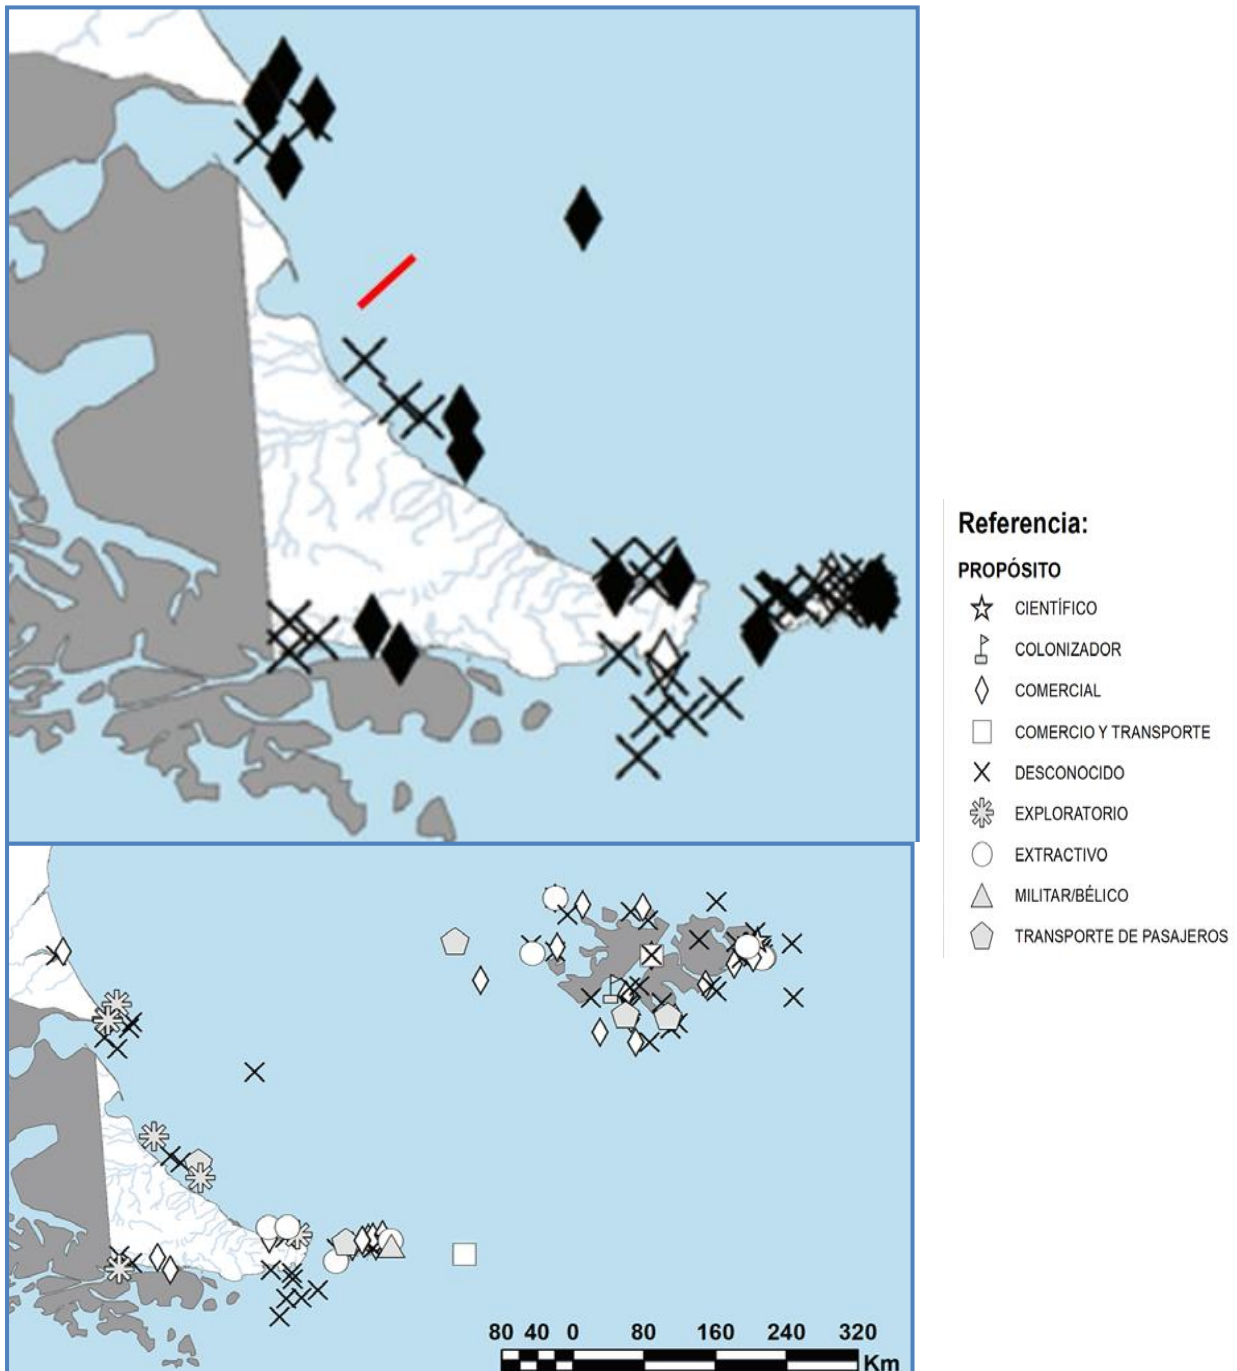 Referencia:
PROPÓSITO
CIENTÍFICO
COLONIZADOR
COMERCIAL
COMERCIO Y TRANSPORTE
DESCONOCIDO
EXPLORATORIO
EXTRACTIVO
MILITAR/BÉLICO
TRANSPORTE DE PASAJEROS
80 40 0 80 160 240 320
Km